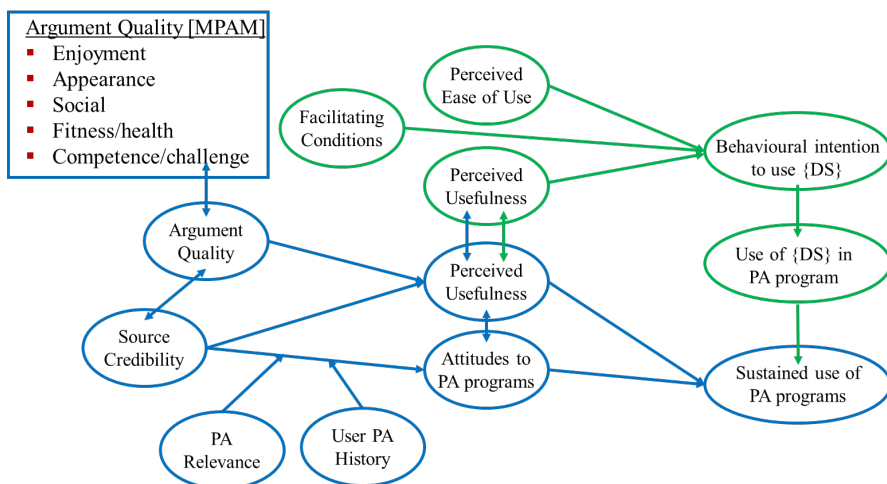 Argument Quality [MPAM]
Enjoyment
Appearance
Social
Fitness/health
Competence/challenge
Perceived
Ease of Use
Facilitating
Conditions
Behavioural intention
to use {DS}
Perceived
Usefulness
Argument
Quality
Perceived
Usefulness
Use of {DS} in
PA program
Source
Credibility
Attitudes to
PA programs
Sustained use of
PA programs
PA
Relevance
User PA
History